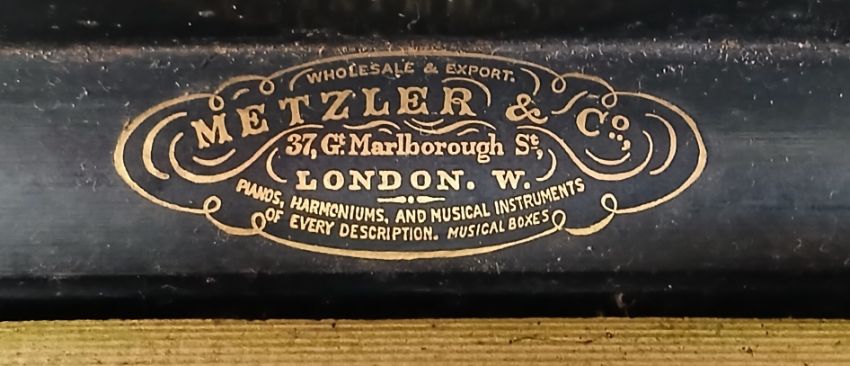 WHOLESALE & EXPORT.
METZLER & Co.,
37, Gt. Marlborough St.,
LONDON. W.
PIANOS, HARMONIUMS, AND MUSICAL INSTRUMENTS
OF EVERY DESCRIPTION. MUSICAL BOXES